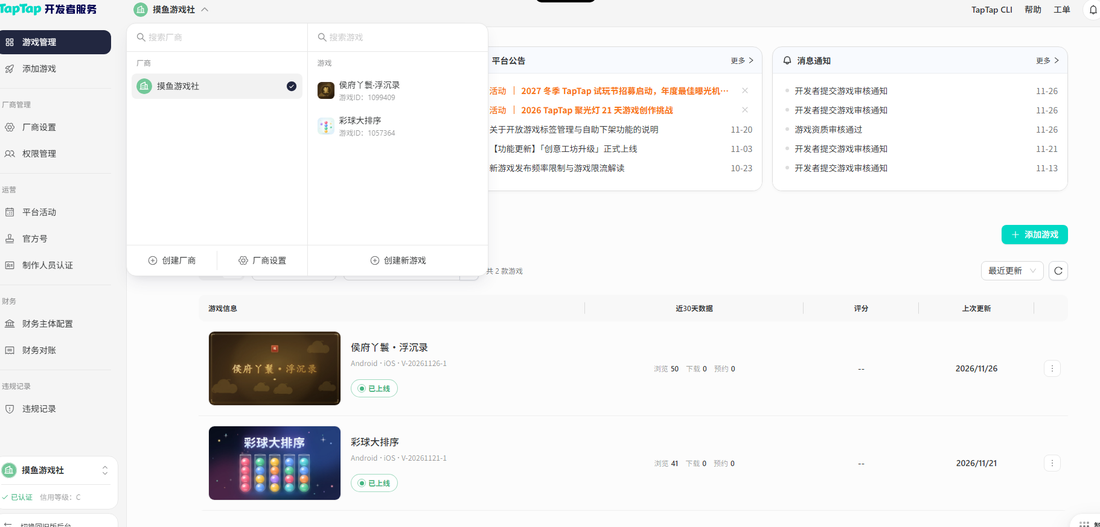 TapTap 开发者服务
摸鱼游戏社
TapTap CLI 帮助 工单
游戏管理
添加游戏
厂商管理
厂商设置
权限管理
运营
平台活动
官方号
制作人员认证
财务
财务主体配置
财务对账
违规记录
违规记录
摸鱼游戏社
已认证 信用等级：C
切换回旧版后台
搜索厂商
厂商
摸鱼游戏社
创建厂商
厂商设置
搜索游戏
游戏
侯府丫鬟·浮沉录
游戏ID：1099409
彩球大排序
游戏ID：1057364
创建新游戏
平台公告 更多
活动 | 2027 冬季 TapTap 试玩节招募启动，年度最佳曝光机…
活动 | 2026 TapTap 聚光灯 21 天游戏创作挑战
关于开放游戏标签管理与自助下架功能的说明 11-20
【功能更新】「创意工坊升级」正式上线 11-03
新游戏发布频率限制与游戏限流解读 10-23
消息通知 更多
开发者提交游戏审核通知 11-26
开发者提交游戏审核通知 11-26
游戏资质审核通过 11-26
开发者提交游戏审核通知 11-21
开发者提交游戏审核通知 11-13
添加游戏
共 2 款游戏
最近更新
游戏信息 近30天数据 评分 上次更新
侯府丫鬟·浮沉录
侯府丫鬟·浮沉录
Android · iOS · V-20261126-1
已上线
浏览 50 下载 0 预约 0
--
2026/11/26
彩球大排序
彩球大排序
Android · iOS · V-20261121-1
已上线
浏览 41 下载 0 预约 0
--
2026/11/21